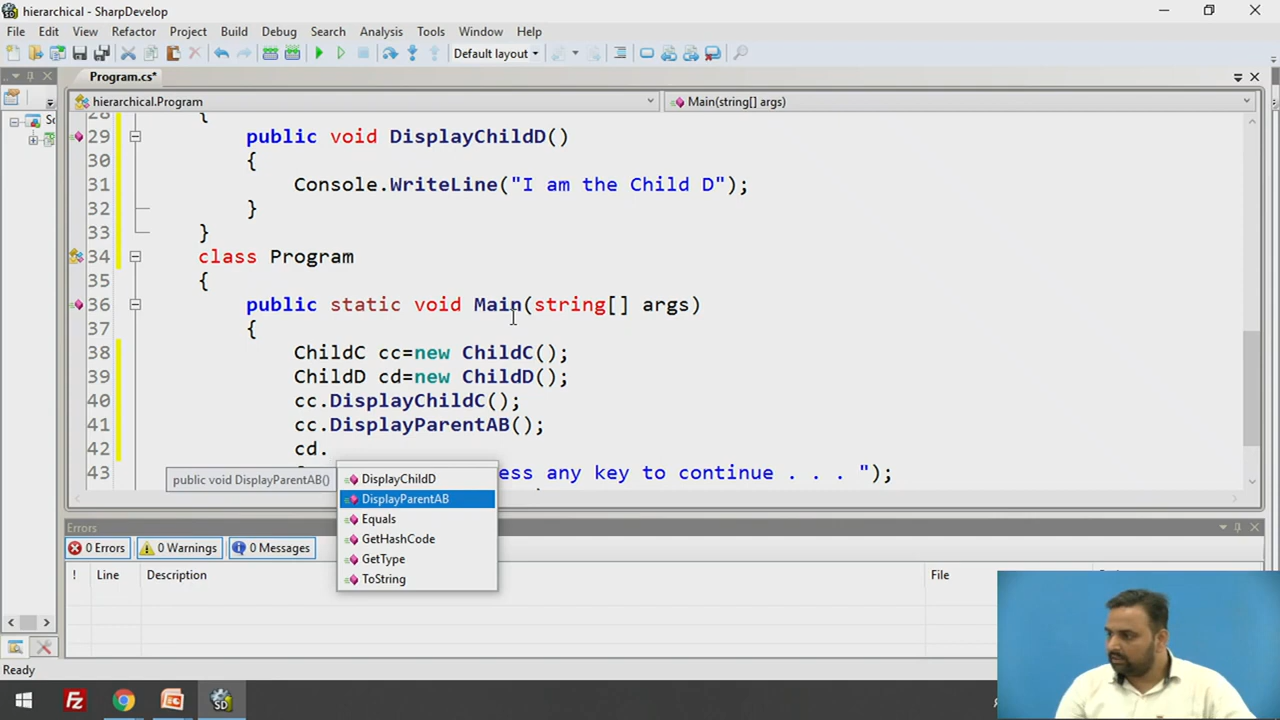 hierarchical - SharpDevelop
File Edit View Refactor Project Build Debug Search Analysis Tools Window Help
Default layout
Program.cs*
hierarchical.Program Main(string[] args)
28 {
29 public void DisplayChildD()
30 {
31 Console.WriteLine("I am the Child D");
32 }
33 }
34 class Program
35 {
36 public static void Main(string[] args)
37 {
38 ChildC cc=new ChildC();
39 ChildD cd=new ChildD();
40 cc.DisplayChildC();
41 cc.DisplayParentAB();
42 cd.
43 ess any key to continue . . . ");
public void DisplayParentAB()
DisplayChildD
DisplayParentAB
Equals
GetHashCode
GetType
ToString
Errors
0 Errors 0 Warnings 0 Messages
! Line Description File
Ready